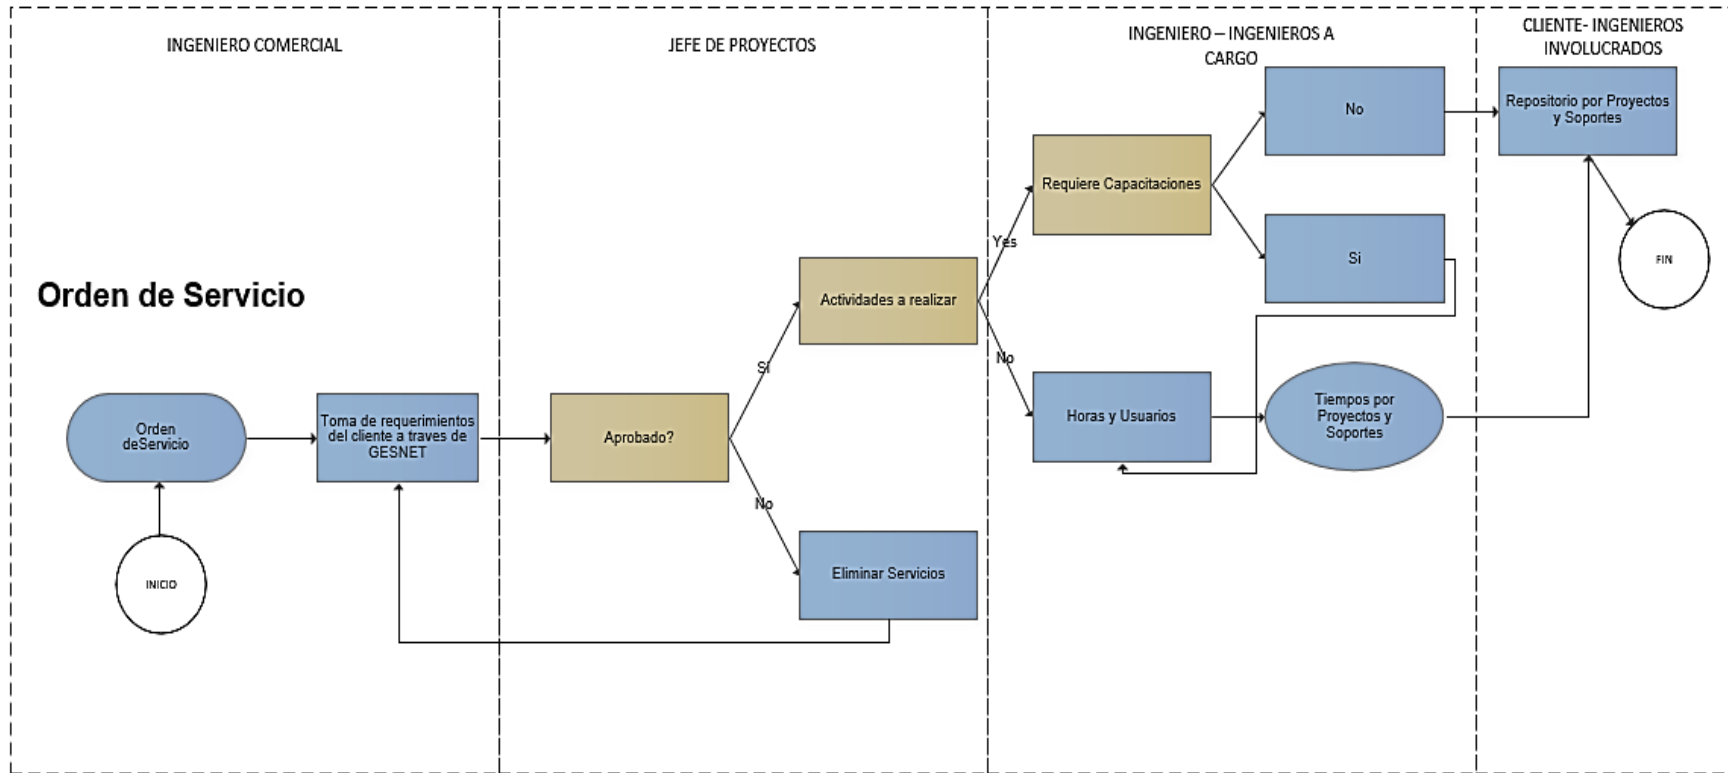 INGENIERO COMERCIAL
JEFE DE PROYECTOS
INGENIERO – INGENIEROS A
CARGO
CLIENTE- INGENIEROS
INVOLUCRADOS
Orden de Servicio
INICIO
Orden
deServicio
Toma de requerimientos
del cliente a traves de
GESNET
Aprobado?
Si
No
Actividades a realizar
Eliminar Servicios
Yes
No
Requiere Capacitaciones
No
Si
Horas y Usuarios
Tiempos por
Proyectos y
Soportes
Repositorio por Proyectos
y Soportes
FIN